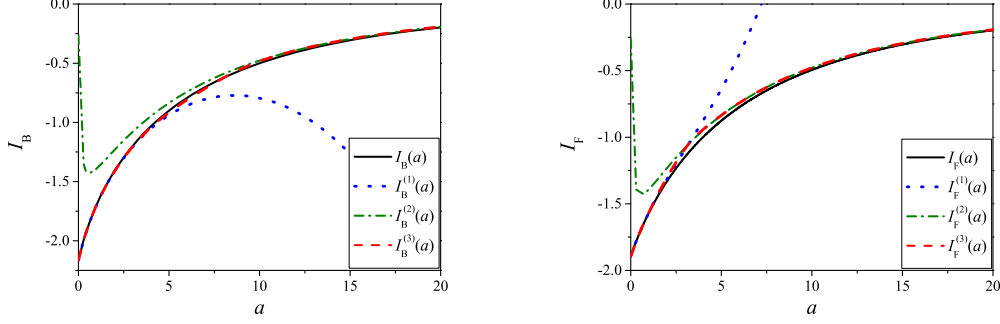 0.0
-0.5
-1.0
-1.5
-2.0
I_B
0
5
10
15
20
a
I_B(a)
I_B^(1)(a)
I_B^(2)(a)
I_B^(3)(a)
0.0
-0.5
-1.0
-1.5
-2.0
I_F
0
5
10
15
20
a
I_F(a)
I_F^(1)(a)
I_F^(2)(a)
I_F^(3)(a)